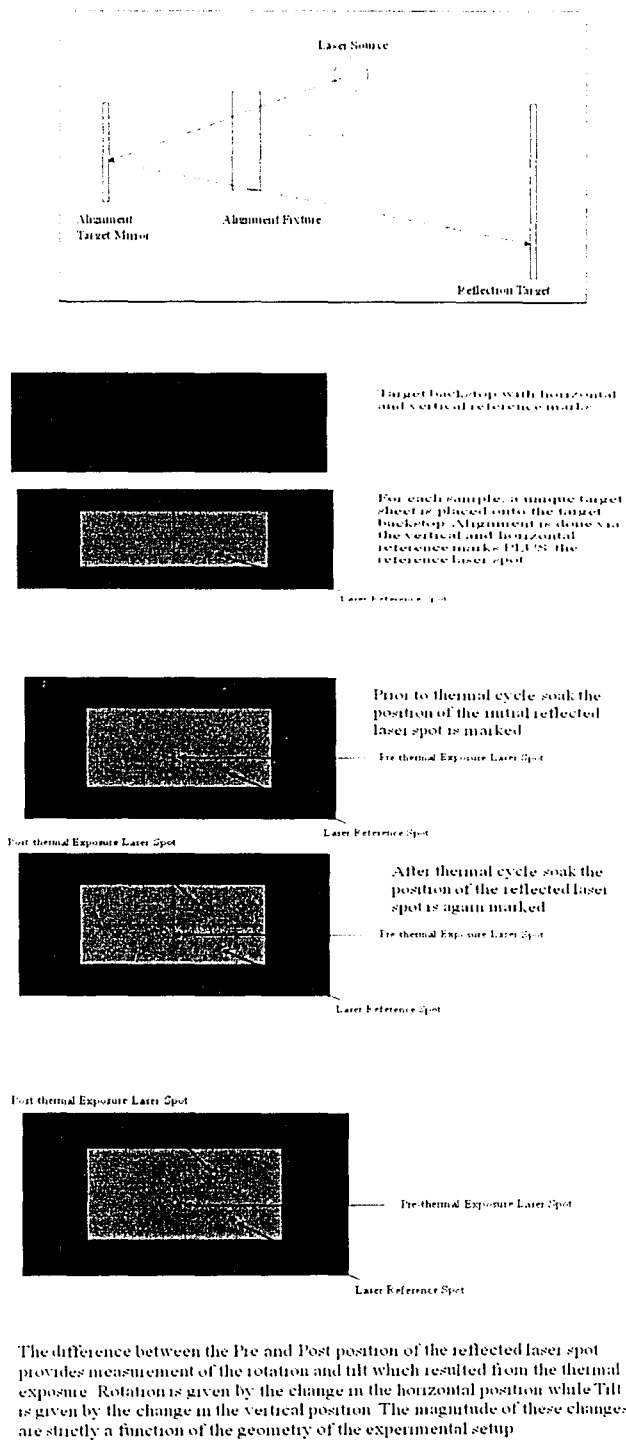 Laser Source
Alignment
Target Mirror
Alignment Fixture
Reflection Target
Target backstop with horizontal
and vertical reference marks
For each sample, a unique target
sheet is placed onto the target
backstop. Alignment is done via
the vertical and horizontal
reference marks PLUS the
reference laser spot
Laser Reference Spot
Prior to thermal cycle soak the
position of the initial reflected
laser spot is marked
Pre thermal Exposure Laser Spot
Laser Reference Spot
Port thermal Exposure Laser Spot
After thermal cycle soak the
position of the reflected laser
spot is again marked
Pre thermal Exposure Laser Spot
Laser Reference Spot
Port thermal Exposure Laser Spot
Pre-thermal Exposure Laser Spot
Laser Reference Spot
The difference between the Pre and Post position of the reflected laser spot
provides measurement of the rotation and tilt which resulted from the thermal
exposure. Rotation is given by the change in the horizontal position while Tilt
is given by the change in the vertical position. The magnitude of these changes
are strictly a function of the geometry of the experimental setup